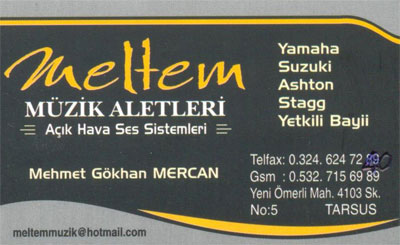 Meltem
MÜZİK ALETLERİ
Açık Hava Ses Sistemleri
Mehmet Gökhan MERCAN
meltemmuzik@hotmail.com
Yamaha
Suzuki
Ashton
Stagg
Yetkili Bayii
Telfax: 0.324. 624 72
Gsm : 0.532. 715 69 89
Yeni Ömerli Mah. 4103 Sk.
No:5 TARSUS